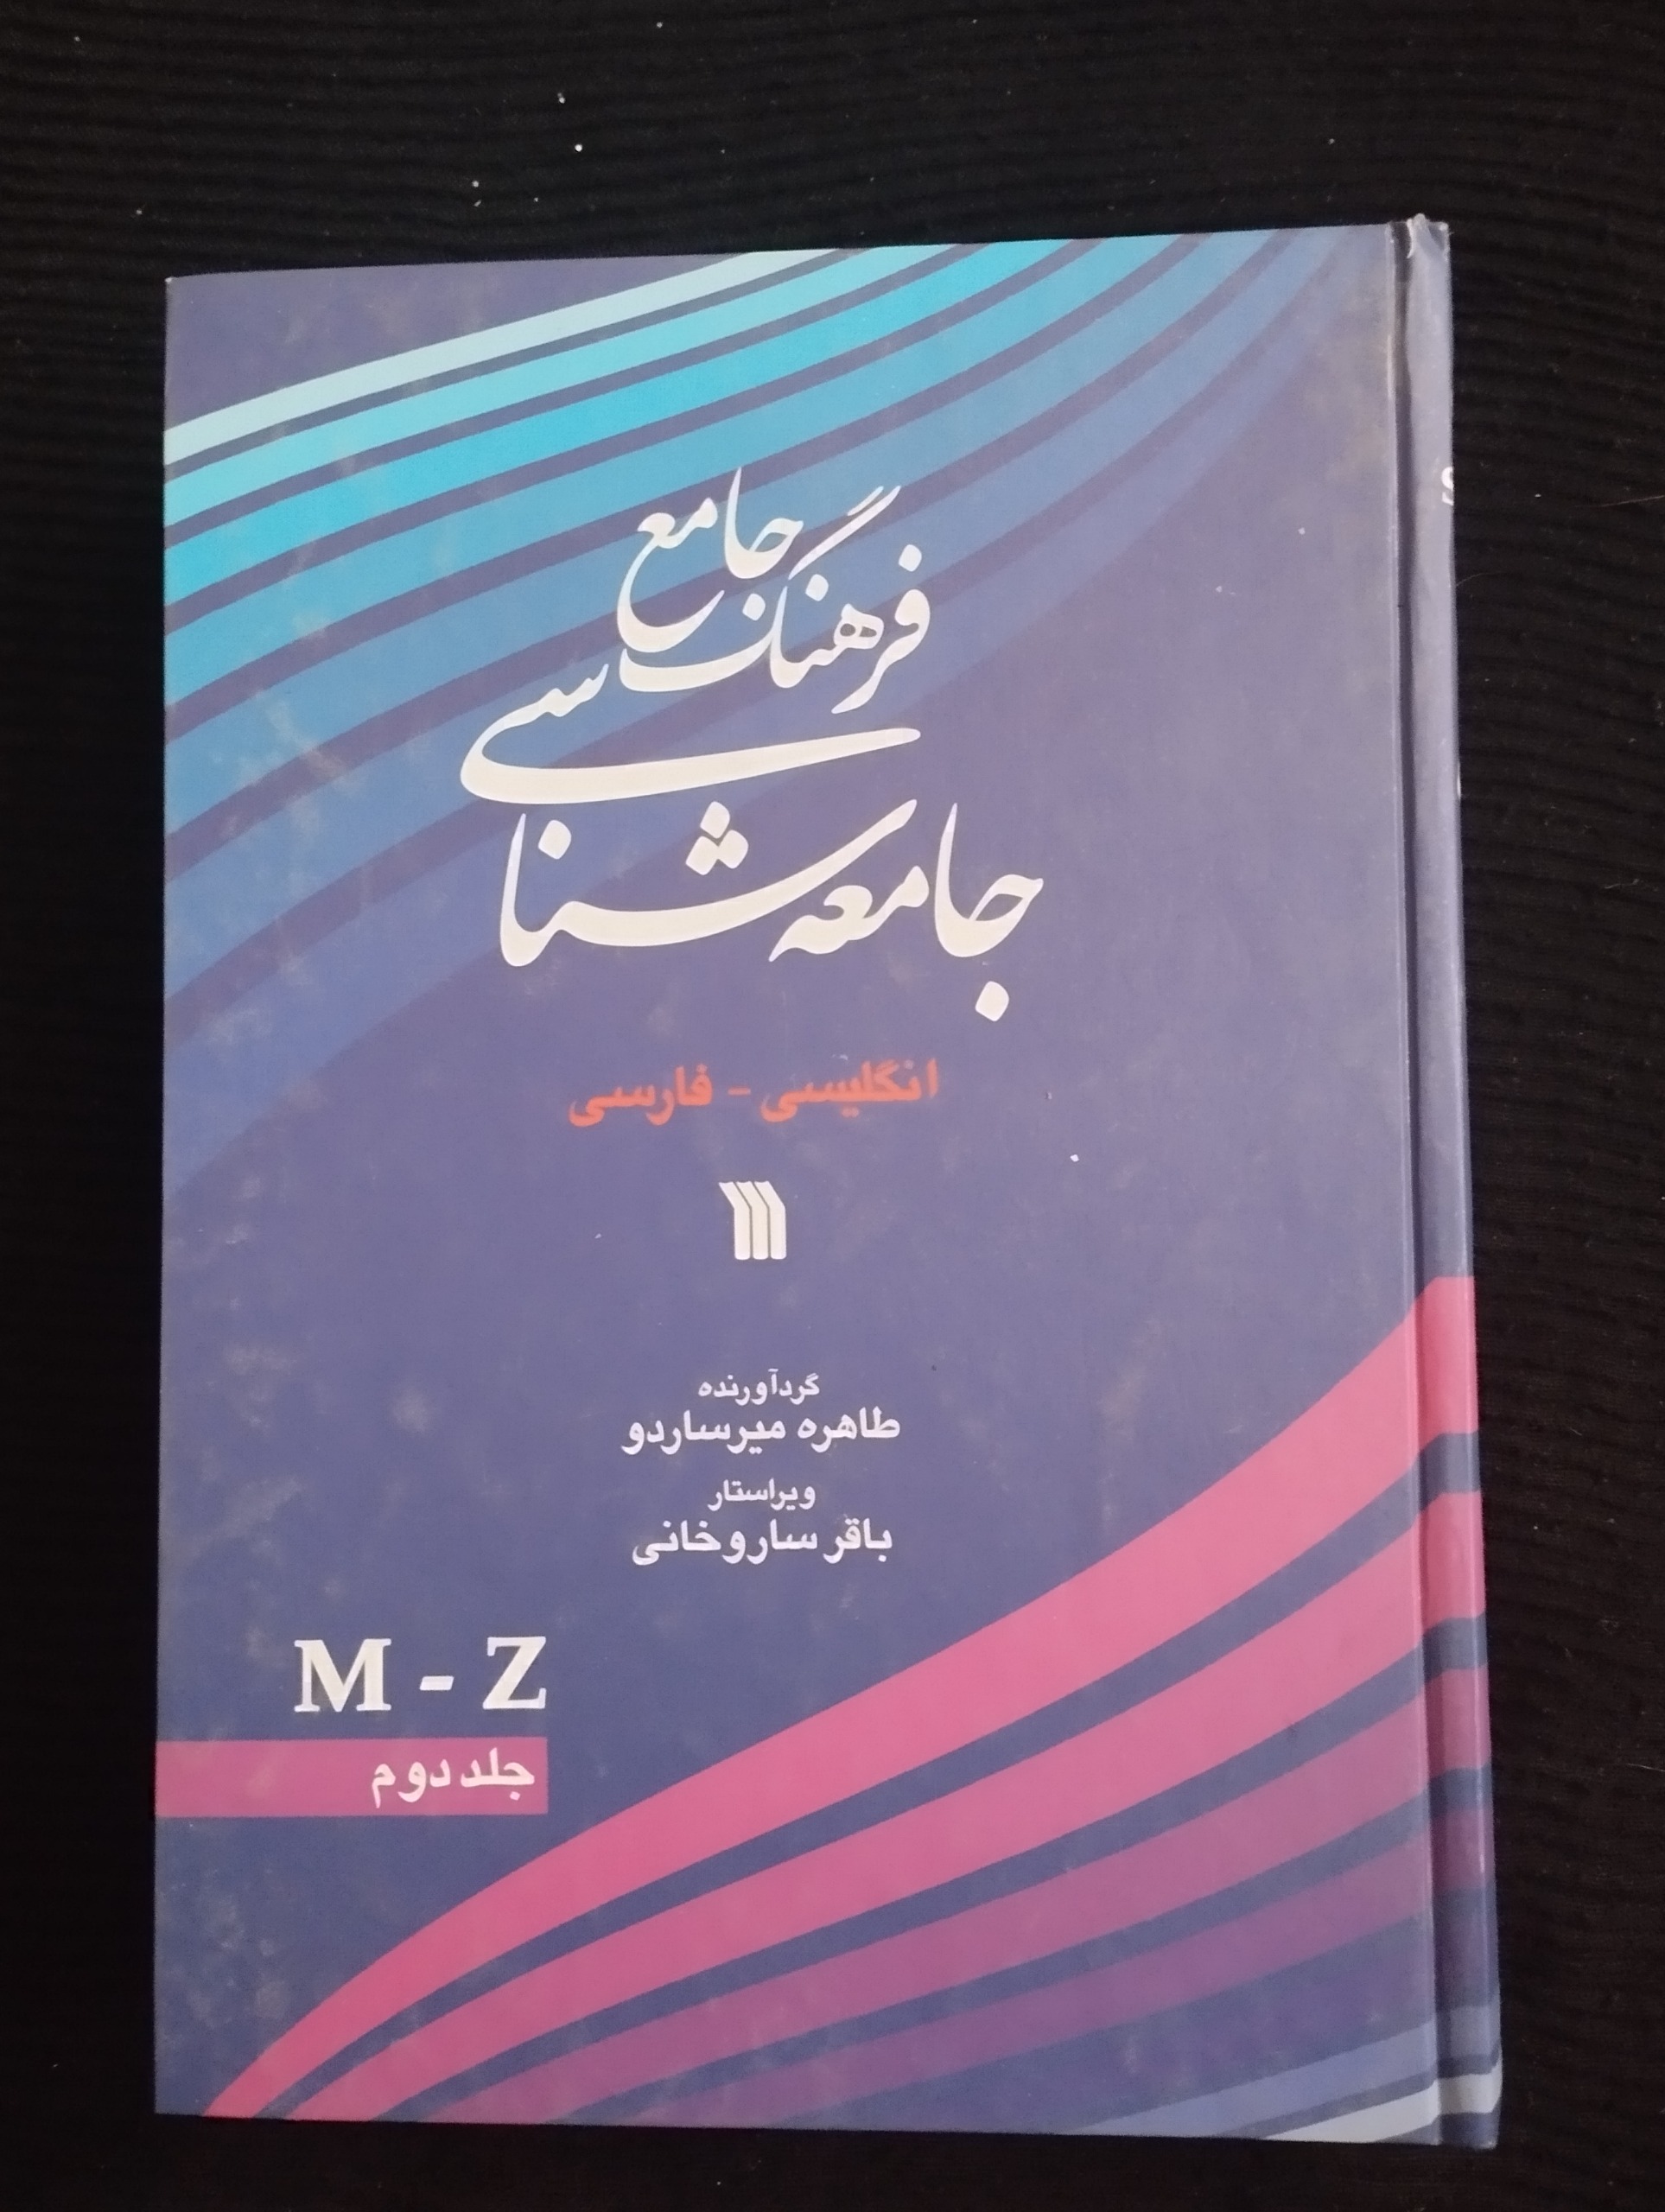 فرهنگ جامع
جامعه‌شناسی
انگلیسی - فارسی
گردآورنده
طاهره میرساردو
ویراستار
باقر ساروخانی
M - Z
جلد دوم